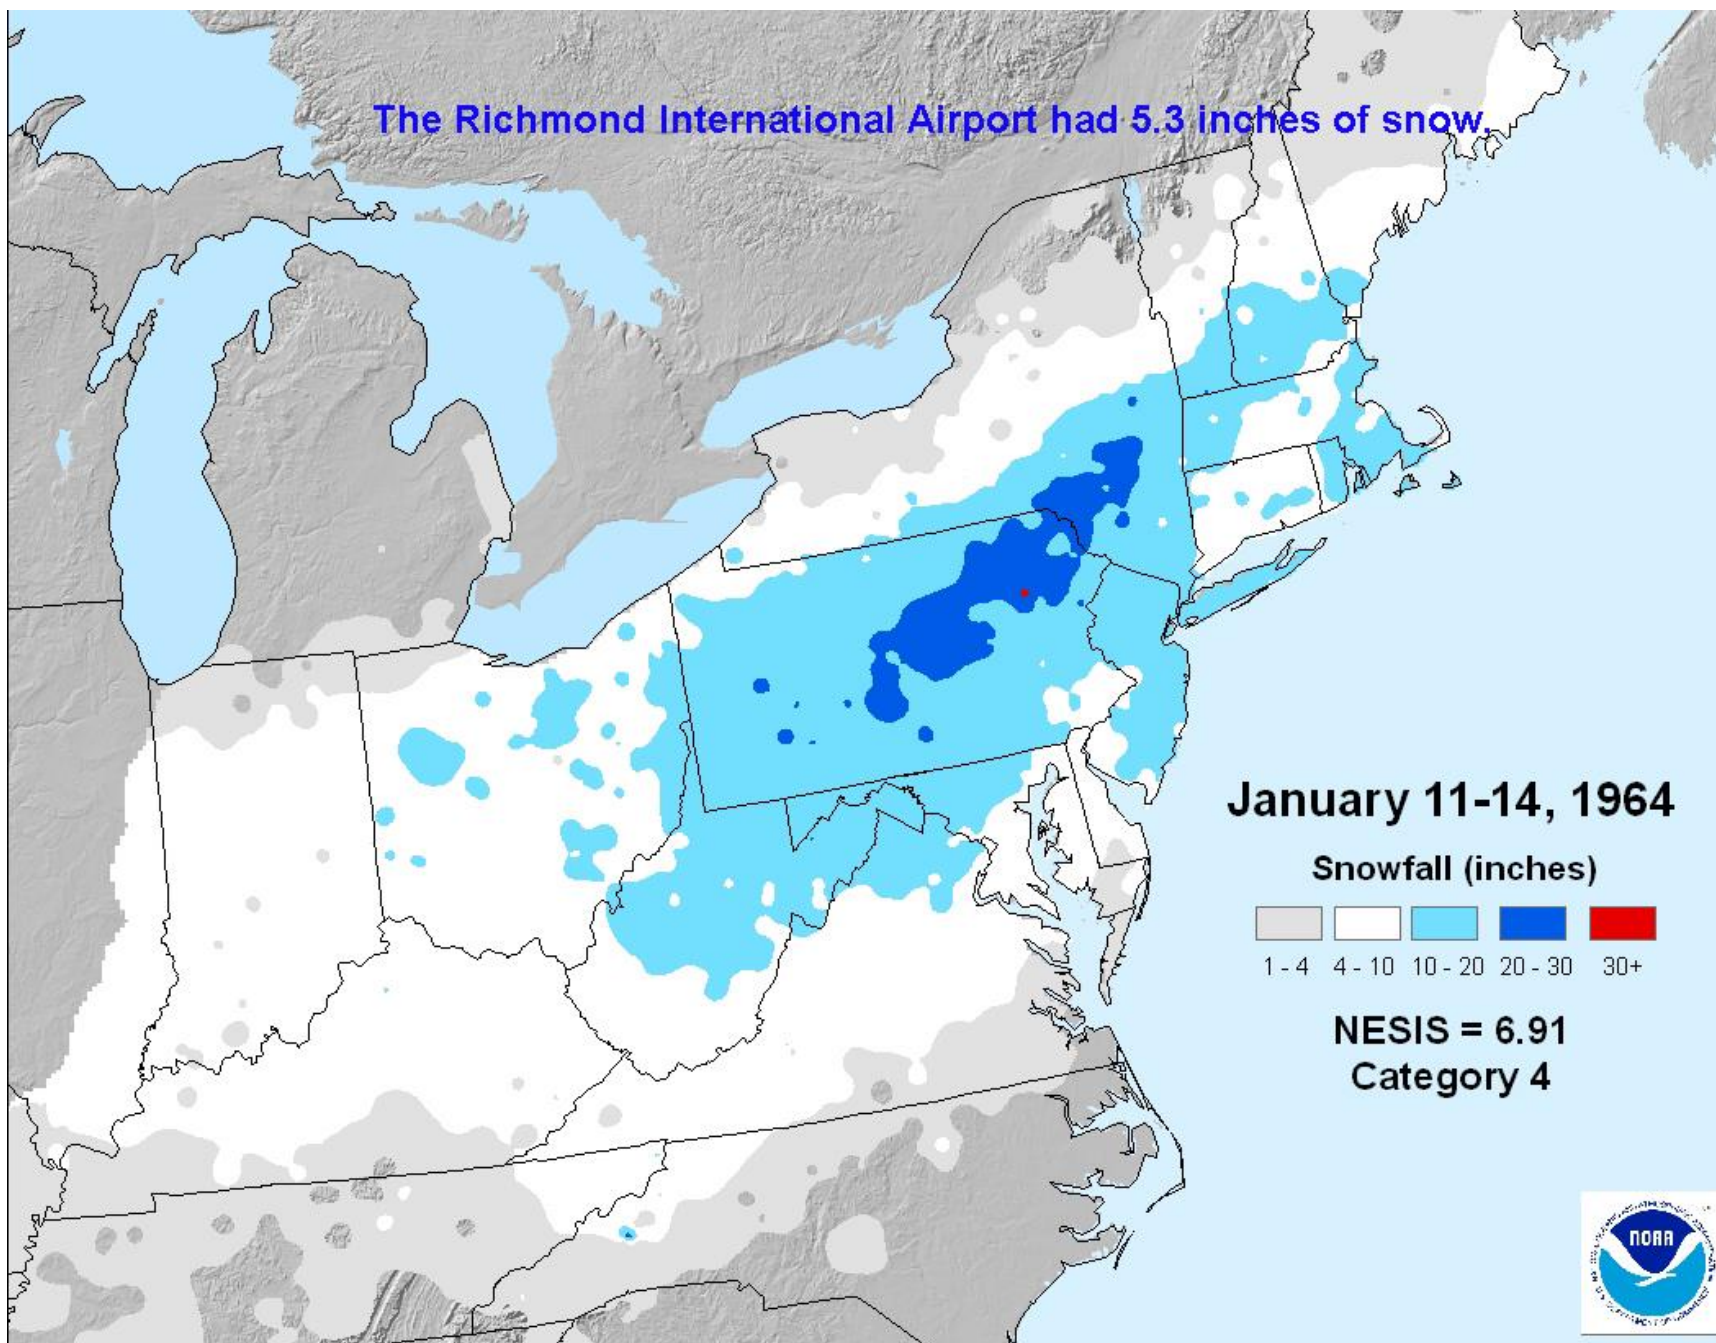 The Richmond International Airport had 5.3 inches of snow.
January 11-14, 1964
Snowfall (inches)
1 - 4 4 - 10 10 - 20 20 - 30 30+
NESIS = 6.91
Category 4
NOAA